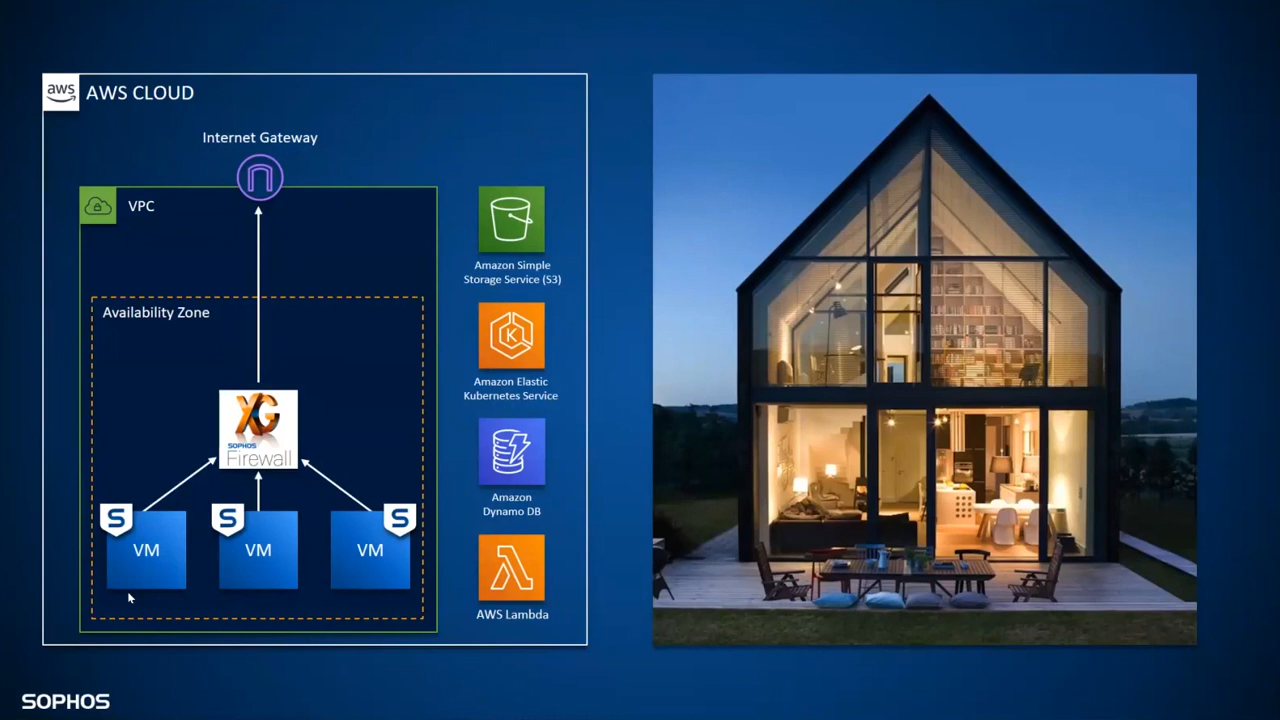 aws
AWS CLOUD
Internet Gateway
VPC
Availability Zone
XG
SOPHOS
Firewall
S
S
S
VM
VM
VM
Amazon Simple
Storage Service (S3)
K
Amazon Elastic
Kubernetes Service
Amazon
Dynamo DB
AWS Lambda
SOPHOS